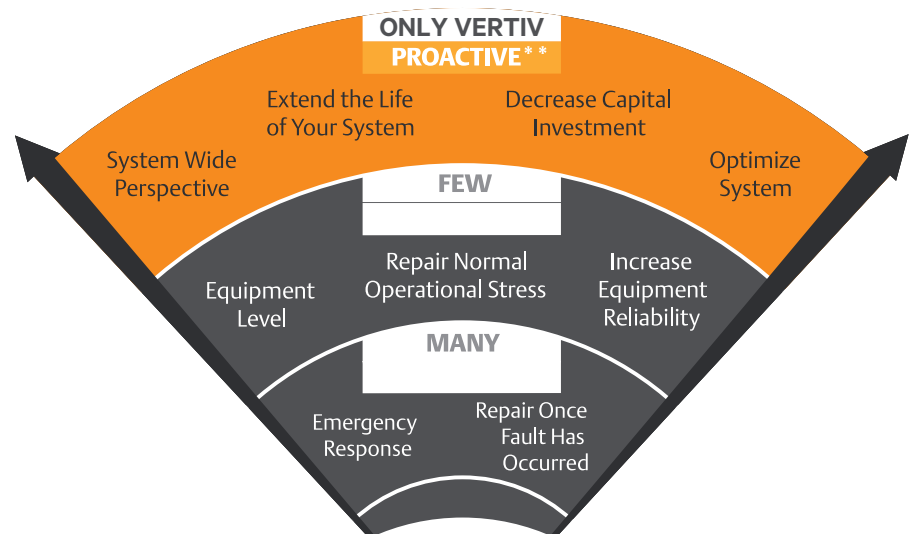 ONLY VERTIV
PROACTIVE**
Extend the Life
of Your System
Decrease Capital
Investment
System Wide
Perspective
Optimize
System
FEW
Equipment
Level
Repair Normal
Operational Stress
Increase
Equipment
Reliability
MANY
Emergency
Response
Repair Once
Fault Has
Occurred